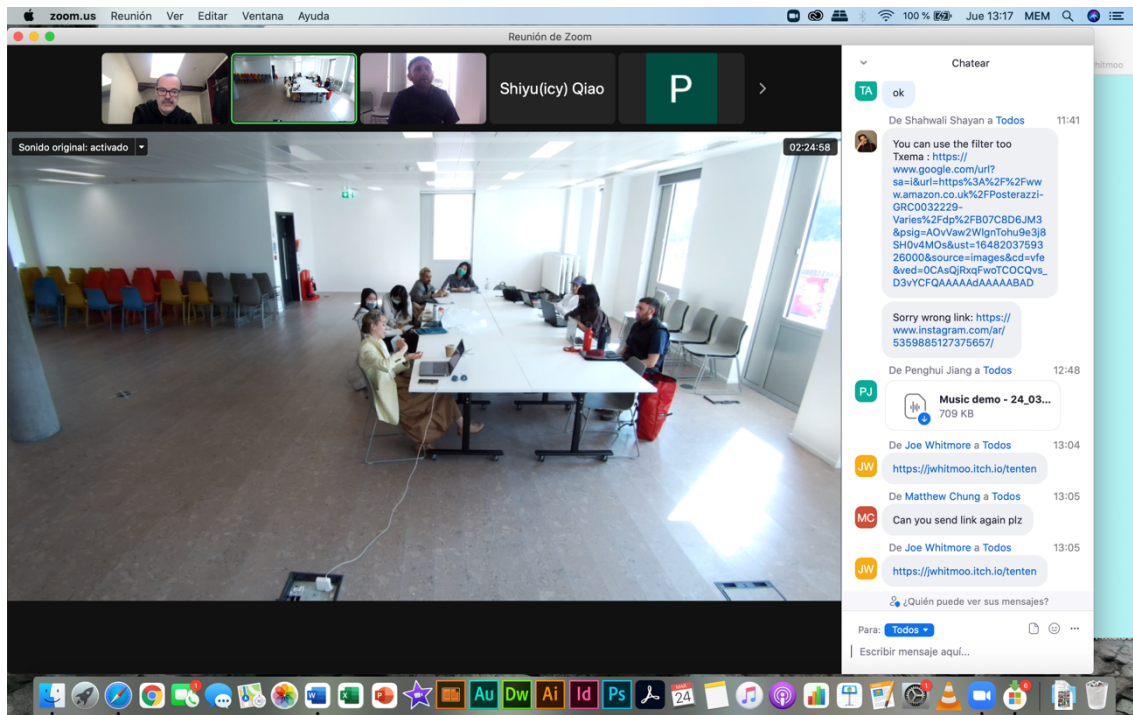 zoom.us Reunión Ver Editar Ventana Ayuda
100 % Jue 13:17 MEM
Reunión de Zoom
Shiyu(icy) Qiao
P
Sonido original: activado
02:24:58
Chatear
TA
ok
De Shahwali Shayan a Todos 11:41
You can use the filter too
Txema : https://
www.google.com/url?
sa=i&url=https%3A%2F%2Fww
w.amazon.co.uk%2FPosterazzi-
GRC0032229-
Varies%2Fdp%2FB07C8D6JM3
&psig=AOvVaw2WIgnTohu9e3j8
SH0v4MOs&ust=16482037593
26000&source=images&cd=vfe
&ved=0CAsQjRxqFwoTCOCQvs_
D3vYCFQAAAAAdAAAAABAD
Sorry wrong link: https://
www.instagram.com/ar/
5359885127375657/
De Penghui Jiang a Todos 12:48
PJ
Music demo - 24_03...
709 KB
De Joe Whitmore a Todos 13:04
JW
https://jwhitmoo.itch.io/tenten
De Matthew Chung a Todos 13:05
MC
Can you send link again plz
De Joe Whitmore a Todos 13:05
JW
https://jwhitmoo.itch.io/tenten
¿Quién puede ver sus mensajes?
Para: Todos
Escribir mensaje aquí...
whitmoo
Au Dw Ai Id Ps
24